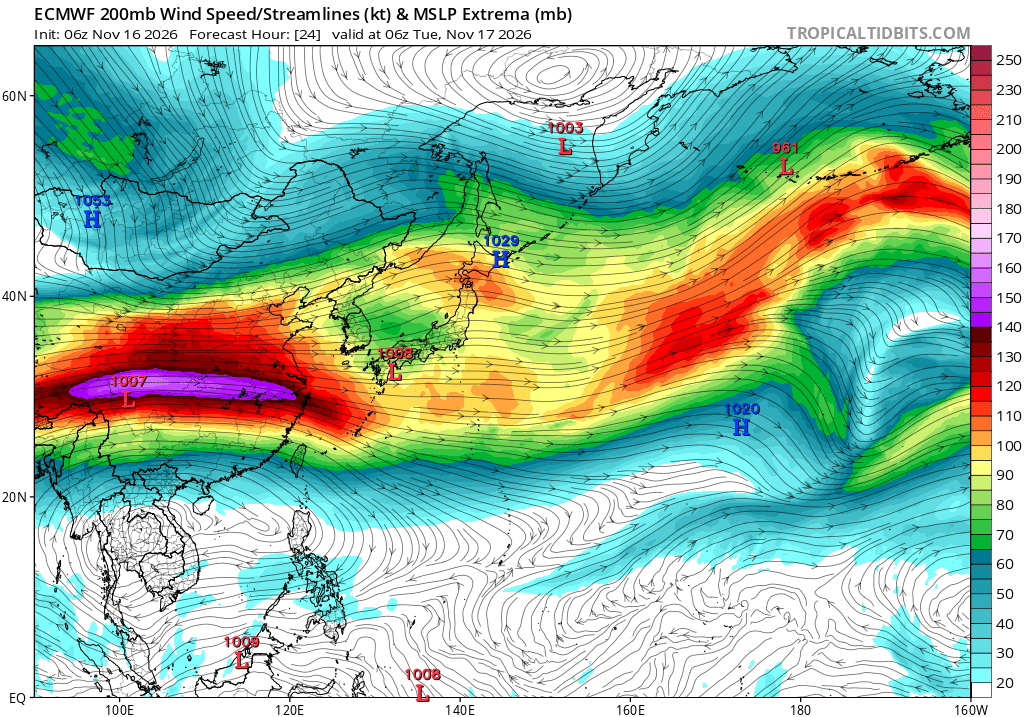 ECMWF 200mb Wind Speed/Streamlines (kt) & MSLP Extrema (mb)
Init: 06z Nov 16 2026 Forecast Hour: [24] valid at 06z Tue, Nov 17 2026
TROPICALTIDBITS.COM
60N
40N
20N
EQ
100E
120E
140E
160E
180
160W
1003
L
961
L
1053
H
1029
H
1008
L
1007
L
1020
H
1009
L
1008
L
250
230
220
210
200
190
180
170
160
150
140
130
120
110
100
90
80
70
60
50
40
30
20